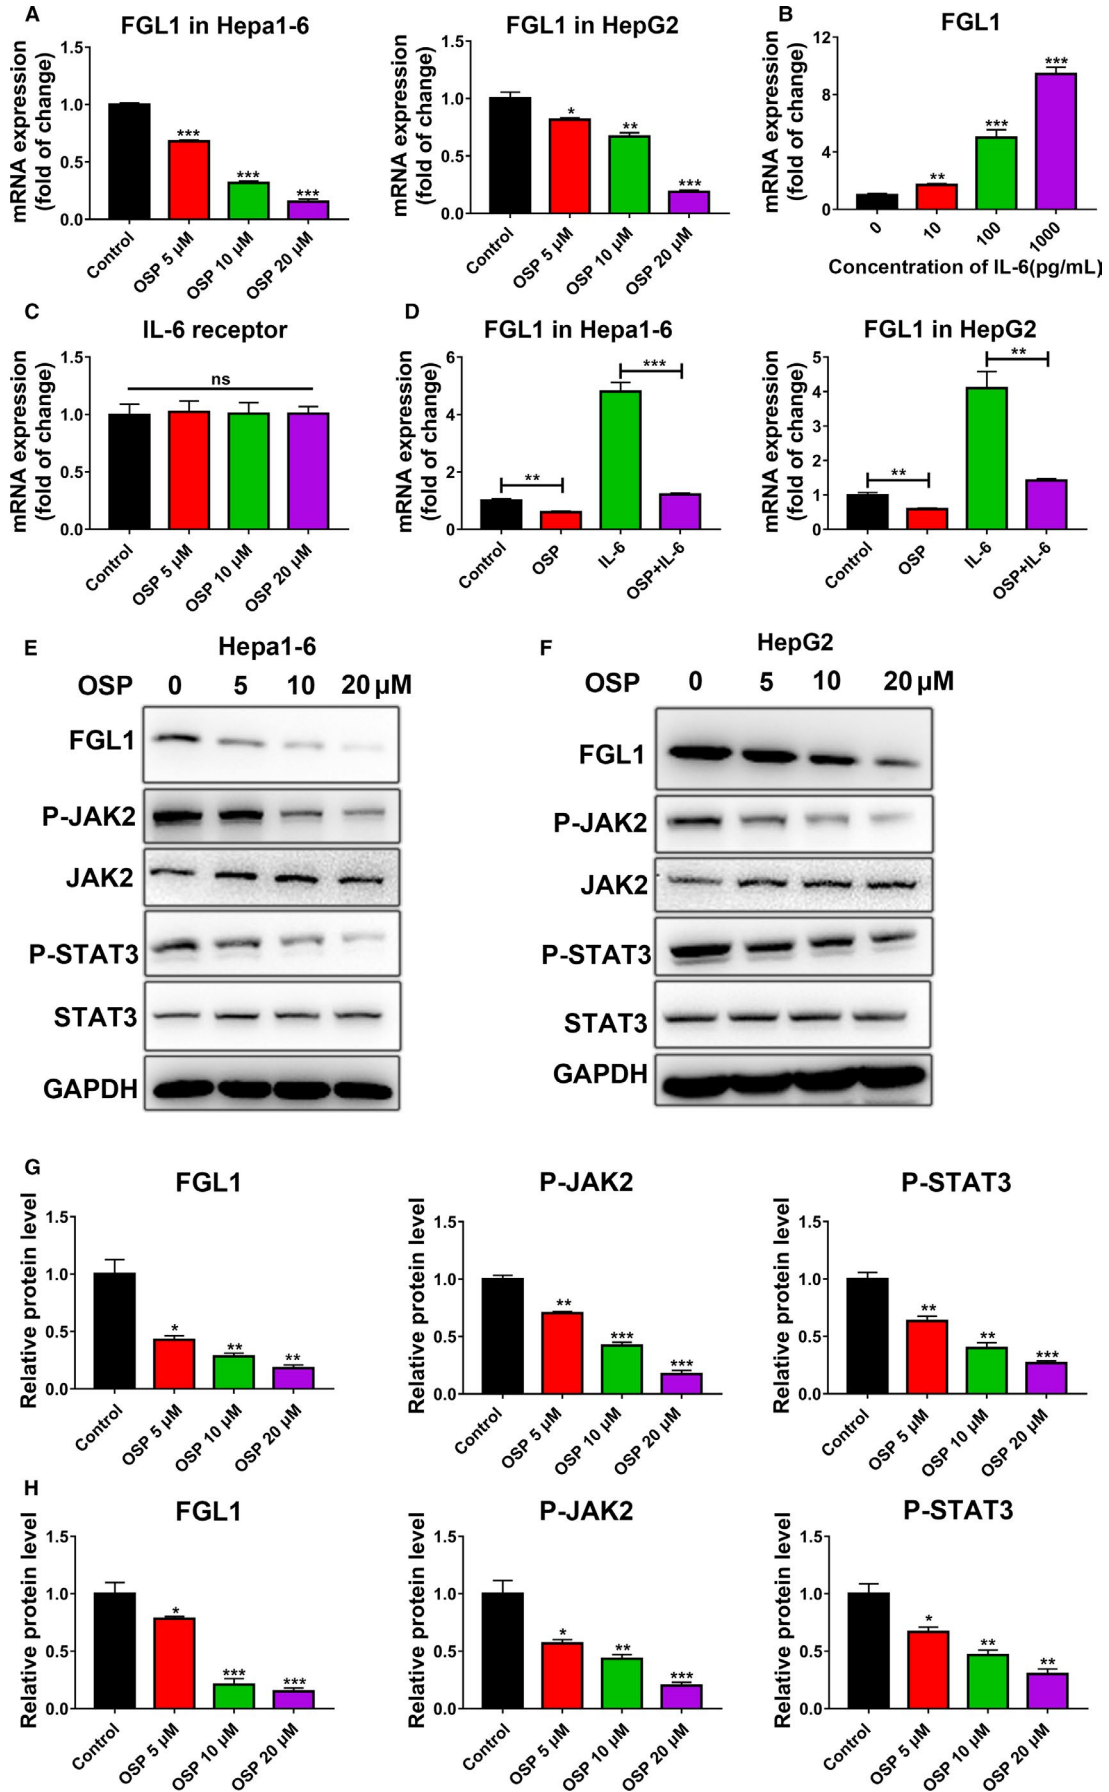 A
FGL1 in Hepa1-6
mRNA expression
(fold of change)
1.5
1.0
0.5
0.0
***
***
***
Control
OSP 5 μM
OSP 10 μM
OSP 20 μM
FGL1 in HepG2
mRNA expression
(fold of change)
1.5
1.0
0.5
0.0
*
**
***
Control
OSP 5 μM
OSP 10 μM
OSP 20 μM
B
FGL1
mRNA expression
(fold of change)
12
8
4
0
**
***
***
0
10
100
1000
Concentration of IL-6(pg/mL)
C
IL-6 receptor
mRNA expression
(fold of change)
1.5
1.0
0.5
0.0
ns
Control
OSP 5 μM
OSP 10 μM
OSP 20 μM
D
FGL1 in Hepa1-6
mRNA expression
(fold of change)
6
4
2
0
**
***
Control
OSP
IL-6
OSP+IL-6
FGL1 in HepG2
mRNA expression
(fold of change)
5
4
3
2
1
0
**
**
Control
OSP
IL-6
OSP+IL-6
E
Hepa1-6
OSP 0 5 10 20 μM
FGL1
P-JAK2
JAK2
P-STAT3
STAT3
GAPDH
F
HepG2
OSP 0 5 10 20 μM
FGL1
P-JAK2
JAK2
P-STAT3
STAT3
GAPDH
G
FGL1
Relative protein level
1.5
1.0
0.5
0.0
*
**
**
Control
OSP 5 μM
OSP 10 μM
OSP 20 μM
P-JAK2
Relative protein level
1.5
1.0
0.5
0.0
**
***
***
Control
OSP 5 μM
OSP 10 μM
OSP 20 μM
P-STAT3
Relative protein level
1.5
1.0
0.5
0.0
**
**
***
Control
OSP 5 μM
OSP 10 μM
OSP 20 μM
H
FGL1
Relative protein level
1.5
1.0
0.5
0.0
*
***
***
Control
OSP 5 μM
OSP 10 μM
OSP 20 μM
P-JAK2
Relative protein level
1.5
1.0
0.5
0.0
*
**
***
Control
OSP 5 μM
OSP 10 μM
OSP 20 μM
P-STAT3
Relative protein level
1.5
1.0
0.5
0.0
*
**
**
Control
OSP 5 μM
OSP 10 μM
OSP 20 μM